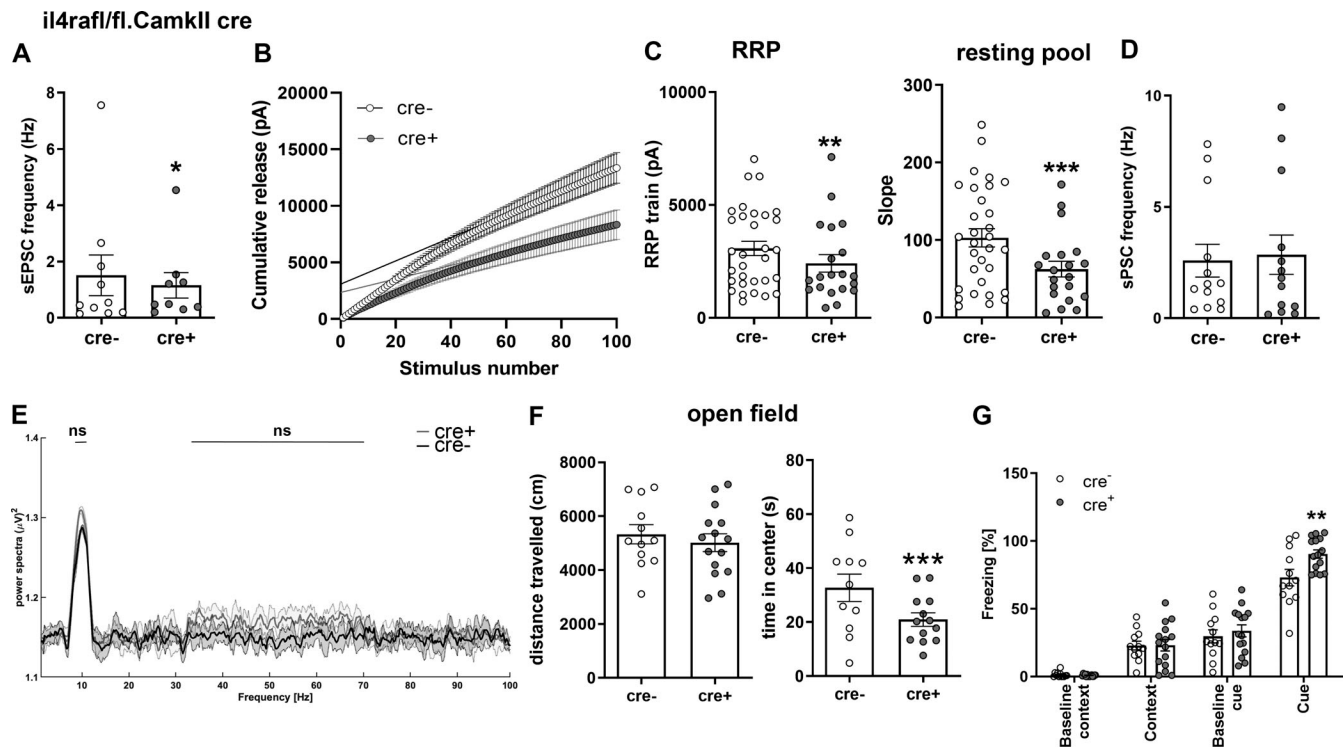 il4rafl/fl.CamkII cre
A
sEPSC frequency (Hz)
8
6
4
2
0
*
cre-
cre+
B
Cumulative release (pA)
20000
15000
10000
5000
0
cre-
cre+
0
20
40
60
80
100
Stimulus number
C
RRP
RRP train (pA)
10000
5000
0
**
cre-
cre+
resting pool
Slope
300
200
100
0
***
cre-
cre+
D
sPSC frequency (Hz)
10
5
0
cre-
cre+
E
ns
ns
cre+
cre-
power spectra (μV)2
1.4
1.3
1.2
1.1
10
20
30
40
50
60
70
80
90
100
Frequency [Hz]
F
open field
distance travelled (cm)
8000
6000
4000
2000
0
cre-
cre+
time in center (s)
80
60
40
20
0
***
cre-
cre+
G
Freezing [%]
150
100
50
0
cre-
cre+
**
Baseline
context
Context
Baseline
cue
Cue